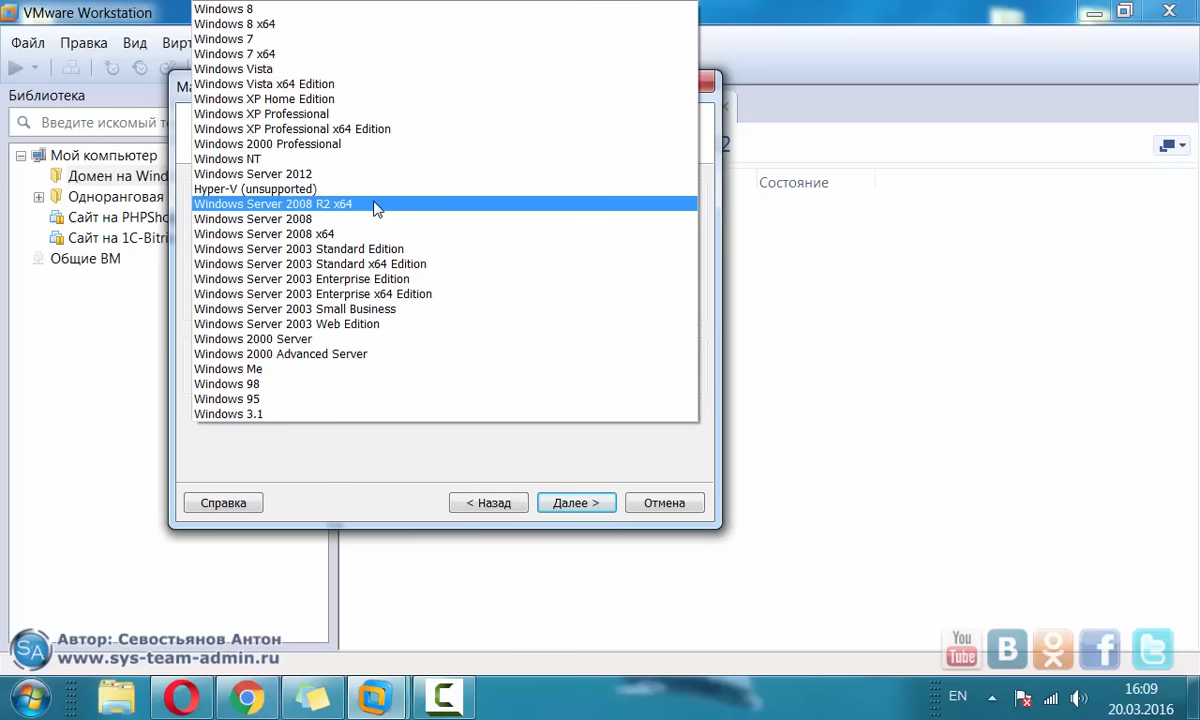 VMware Workstation
Файл Правка Вид Вирт
Библиотека
Введите искомый т
Мой компьютер
Домен на Wind
Одноранговая
Сайт на PHPSho
Сайт на 1C-Bitri
Общие ВМ
Windows 8
Windows 8 x64
Windows 7
Windows 7 x64
Windows Vista
Windows Vista x64 Edition
Windows XP Home Edition
Windows XP Professional
Windows XP Professional x64 Edition
Windows 2000 Professional
Windows NT
Windows Server 2012
Hyper-V (unsupported)
Windows Server 2008 R2 x64
Windows Server 2008
Windows Server 2008 x64
Windows Server 2003 Standard Edition
Windows Server 2003 Standard x64 Edition
Windows Server 2003 Enterprise Edition
Windows Server 2003 Enterprise x64 Edition
Windows Server 2003 Small Business
Windows Server 2003 Web Edition
Windows 2000 Server
Windows 2000 Advanced Server
Windows Me
Windows 98
Windows 95
Windows 3.1
Ма
2
Состояние
Справка
< Назад
Далее >
Отмена
SA
Автор: Севостьянов Антон
www.sys-team-admin.ru
You
Tube
EN
16:09
20.03.2016